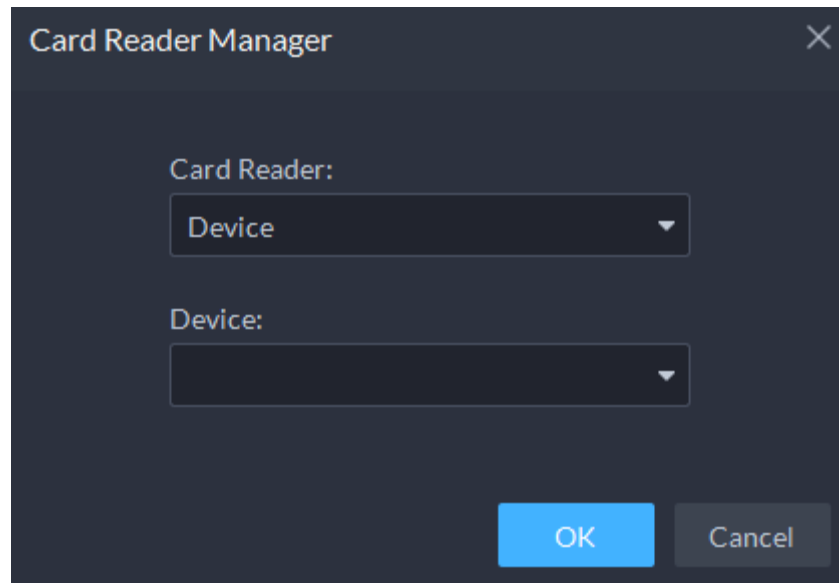 Card Reader Manager
Card Reader:
Device
Device:
OK
Cancel